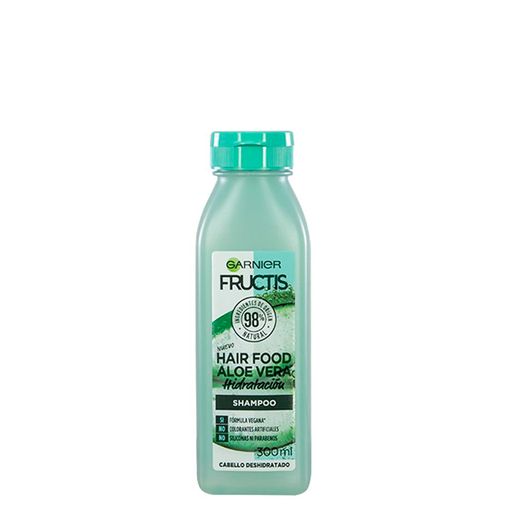 GARNIER
FRUCTIS
INGREDIENTES DE ORIGEN
98%
NATURAL
NUEVO
HAIR FOOD
ALOE VERA
Hidratación
SHAMPOO
SI FÓRMULA VEGANA*
NO COLORANTES ARTIFICIALES
NO SILICONAS NI PARABENOS
300ml
CABELLO DESHIDRATADO